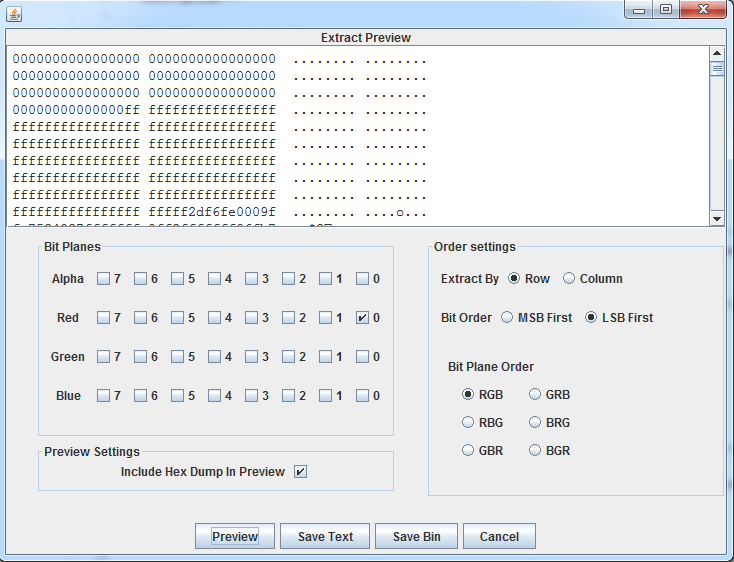 Extract Preview
0000000000000000 0000000000000000 ........ ........
0000000000000000 0000000000000000 ........ ........
0000000000000000 0000000000000000 ........ ........
00000000000000ff ffffffffffffffff ........ ........
ffffffffffffffff ffffffffffffffff ........ ........
ffffffffffffffff ffffffffffffffff ........ ........
ffffffffffffffff ffffffffffffffff ........ ........
ffffffffffffffff ffffffffffffffff ........ ........
ffffffffffffffff ffffffffffffffff ........ ........
ffffffffffffffff fffff2df6fe0009f ........ ....o...
Bit Planes
Alpha 7 6 5 4 3 2 1 0
Red 7 6 5 4 3 2 1 0
Green 7 6 5 4 3 2 1 0
Blue 7 6 5 4 3 2 1 0
Preview Settings
Include Hex Dump In Preview
Order settings
Extract By Row Column
Bit Order MSB First LSB First
Bit Plane Order
RGB GRB
RBG BRG
GBR BGR
Preview Save Text Save Bin Cancel